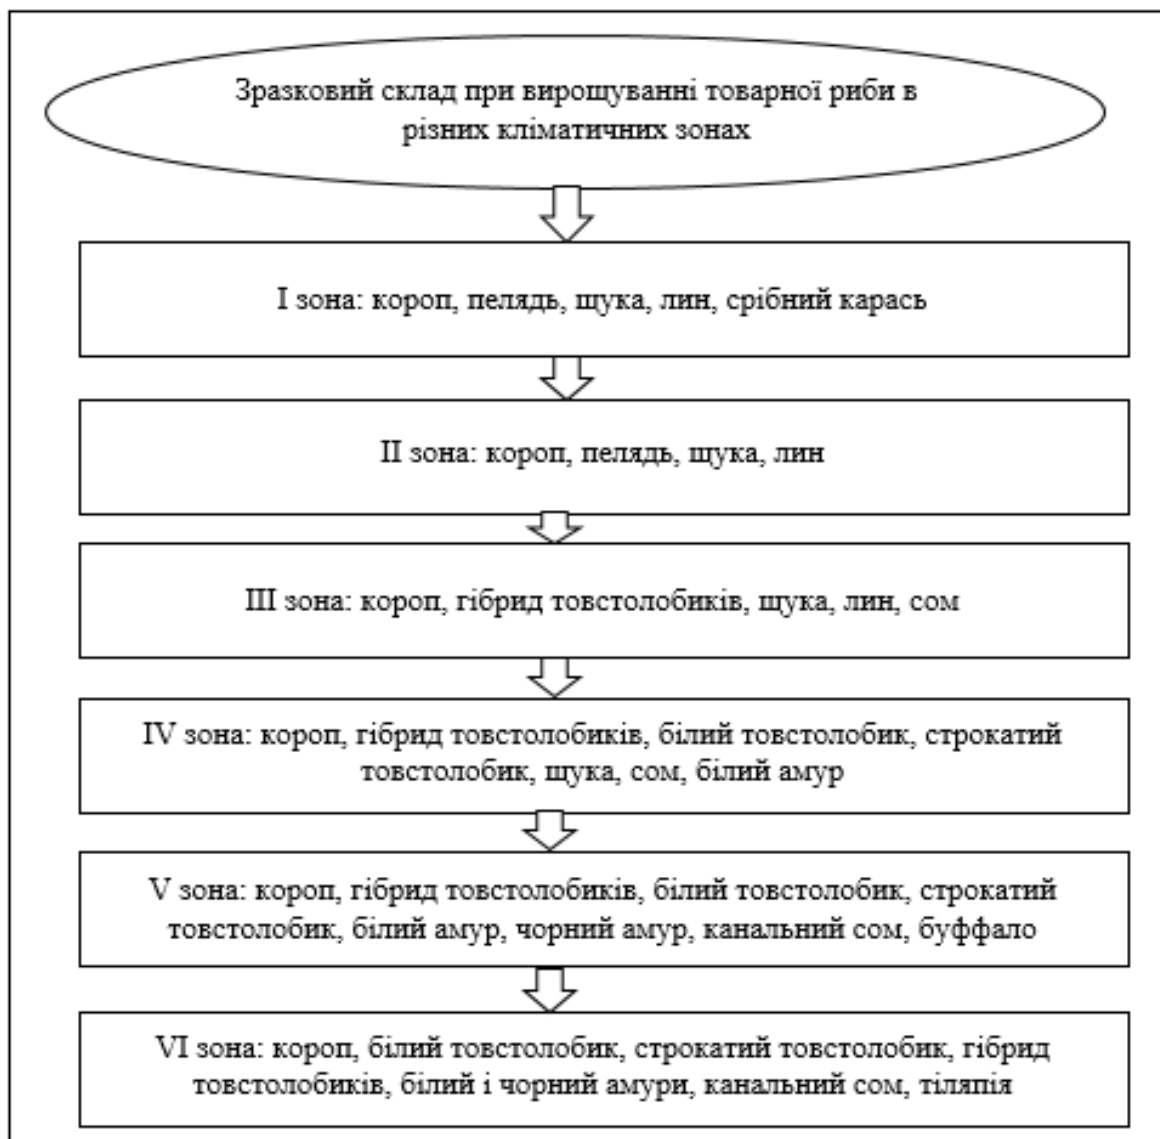 Зразковий склад при вирощуванні товарної риби в
різних кліматичних зонах
І зона: короп, пелядь, щука, лин, срібний карась
ІІ зона: короп, пелядь, щука, лин
ІІІ зона: короп, гібрид товстолобиків, щука, лин, сом
IV зона: короп, гібрид товстолобиків, білий товстолобик, строкатий
товстолобик, щука, сом, білий амур
V зона: короп, гібрид товстолобиків, білий товстолобик, строкатий
товстолобик, білий амур, чорний амур, канальний сом, буффало
VI зона: короп, білий товстолобик, строкатий товстолобик, гібрид
товстолобиків, білий і чорний амури, канальний сом, тіляпія